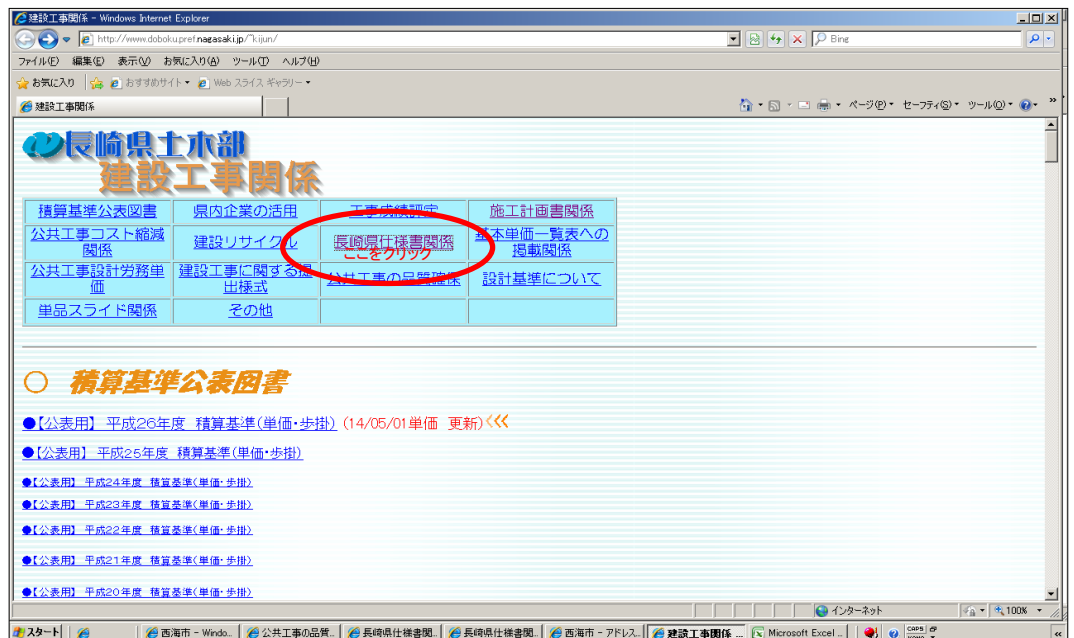 建設工事関係 - Windows Internet Explorer
http://www.doboku.pref.nagasaki.jp/~kijun/
Bing
ファイル(F) 編集(E) 表示(V) お気に入り(A) ツール(T) ヘルプ(H)
お気に入り おすすめサイト Web スライス ギャラリー
建設工事関係
ページ(P) セーフティ(S) ツール(O)
長崎県土木部
建設工事関係
積算基準公表図書 県内企業の活用 工事成績評定 施工計画書関係
公共工事コスト縮減関係 建設リサイクル 長崎県仕様書関係 基本単価一覧表への掲載関係
ここをクリック
公共工事設計労務単価 建設工事に関する提出様式 公共工事の品質確保 設計基準について
単品スライド関係 その他
○ 積算基準公表図書
●【公表用】 平成26年度 積算基準(単価・歩掛) (14/05/01単価 更新)<<<
●【公表用】 平成25年度 積算基準(単価・歩掛)
●【公表用】 平成24年度 積算基準(単価・歩掛)
●【公表用】 平成23年度 積算基準(単価・歩掛)
●【公表用】 平成22年度 積算基準(単価・歩掛)
●【公表用】 平成21年度 積算基準(単価・歩掛)
●【公表用】 平成20年度 積算基準(単価・歩掛)
インターネット 100%
スタート 西海市 - Windo... 公共工事の品質... 長崎県仕様書関... 長崎県仕様書関... 西海市 - アドレス... 建設工事関係 ... Microsoft Excel ... CAPS